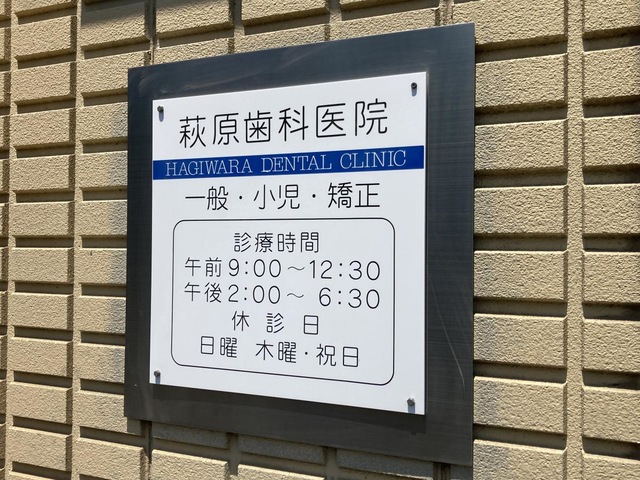 萩原歯科医院
HAGIWARA DENTAL CLINIC
一般・小児・矯正
診療時間
午前 9:00～12:30
午後 2:00～ 6:30
休診日
日曜 木曜・祝日